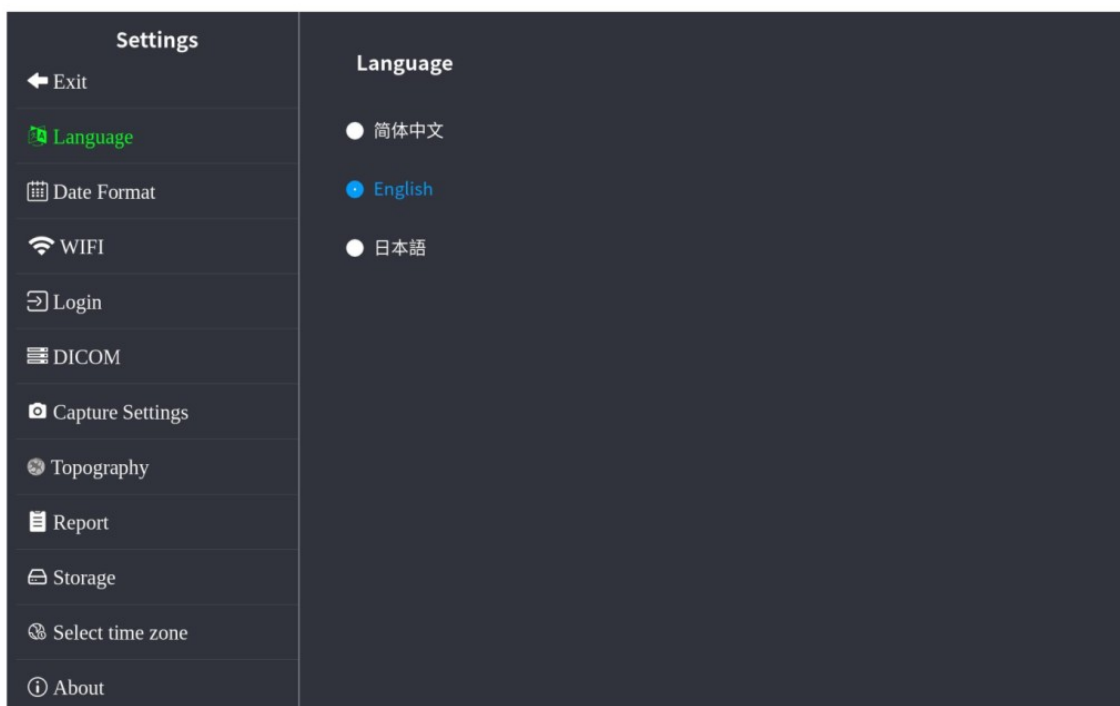 Settings
Exit
Language
Date Format
WIFI
Login
DICOM
Capture Settings
Topography
Report
Storage
Select time zone
About
Language
简体中文
English
日本語